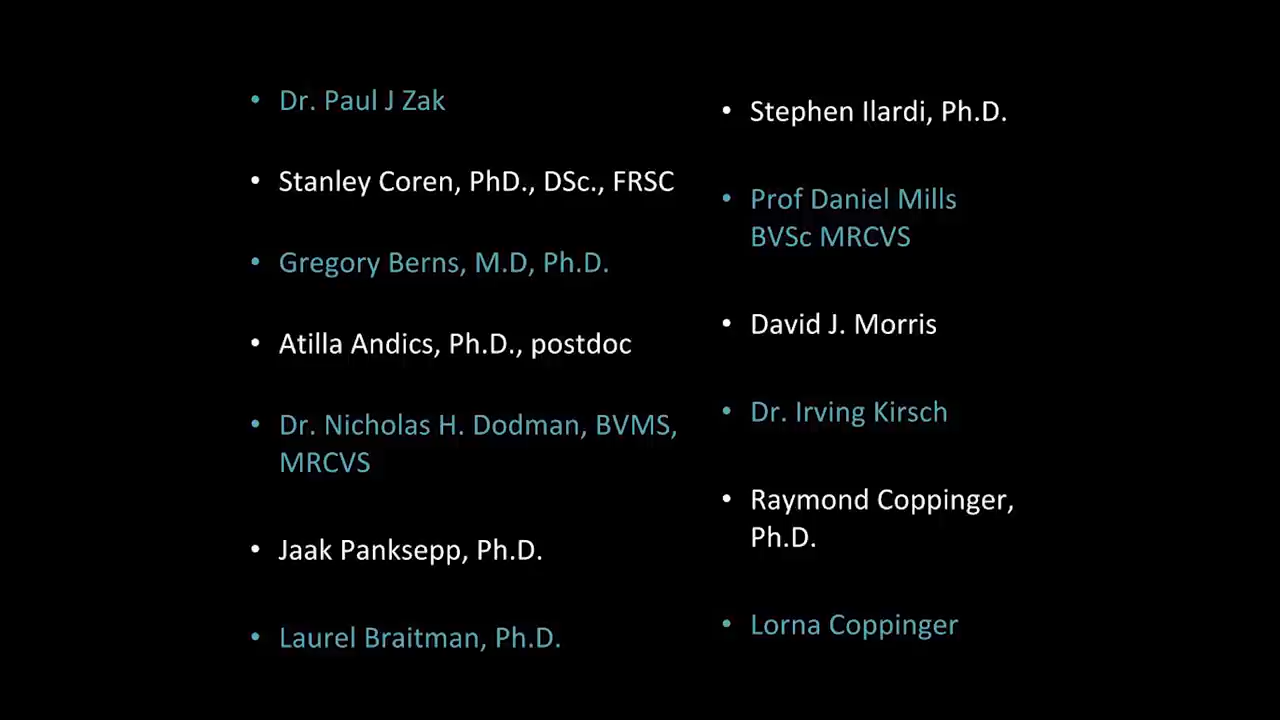 • Dr. Paul J Zak
• Stanley Coren, PhD., DSc., FRSC
• Gregory Berns, M.D, Ph.D.
• Atilla Andics, Ph.D., postdoc
• Dr. Nicholas H. Dodman, BVMS,
MRCVS
• Jaak Panksepp, Ph.D.
• Laurel Braitman, Ph.D.
• Stephen Ilardi, Ph.D.
• Prof Daniel Mills
BVSc MRCVS
• David J. Morris
• Dr. Irving Kirsch
• Raymond Coppinger,
Ph.D.
• Lorna Coppinger